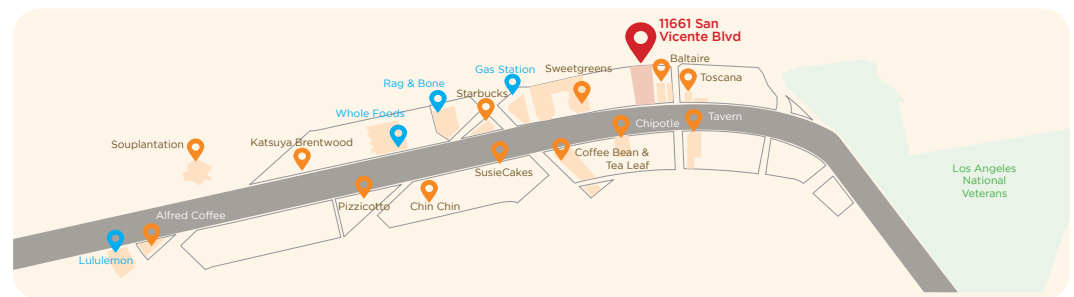 11661 San
Vicente Blvd
Baltaire
Gas Station
Sweetgreens
Toscana
Rag & Bone
Starbucks
Whole Foods
Chipotle
Tavern
Souplantation
Katsuya Brentwood
Coffee Bean &
Tea Leaf
SusieCakes
Los Angeles
National
Veterans
Pizzicotto
Chin Chin
Alfred Coffee
Lululemon